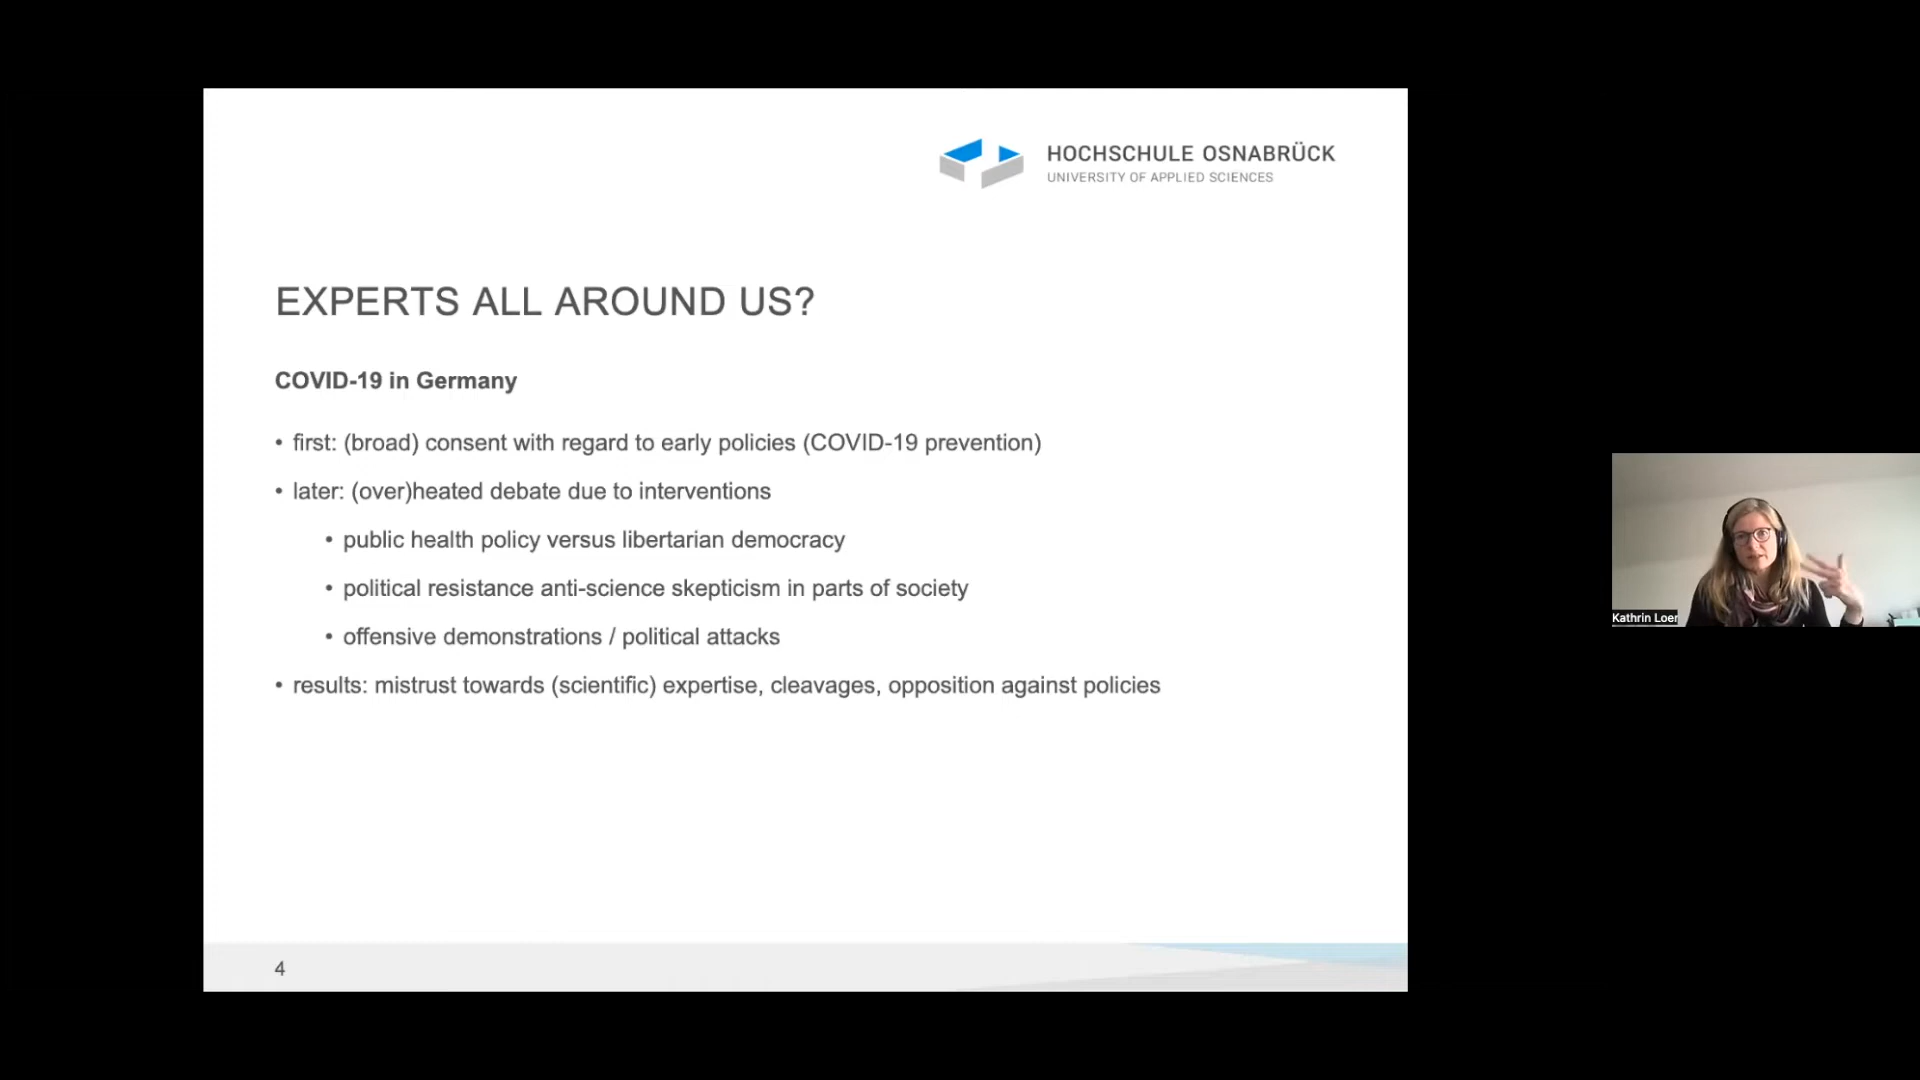 HOCHSCHULE OSNABRÜCK
UNIVERSITY OF APPLIED SCIENCES
EXPERTS ALL AROUND US?
COVID-19 in Germany
• first: (broad) consent with regard to early policies (COVID-19 prevention)
• later: (over)heated debate due to interventions
• public health policy versus libertarian democracy
• political resistance anti-science skepticism in parts of society
• offensive demonstrations / political attacks
• results: mistrust towards (scientific) expertise, cleavages, opposition against policies
Kathrin Loer
4